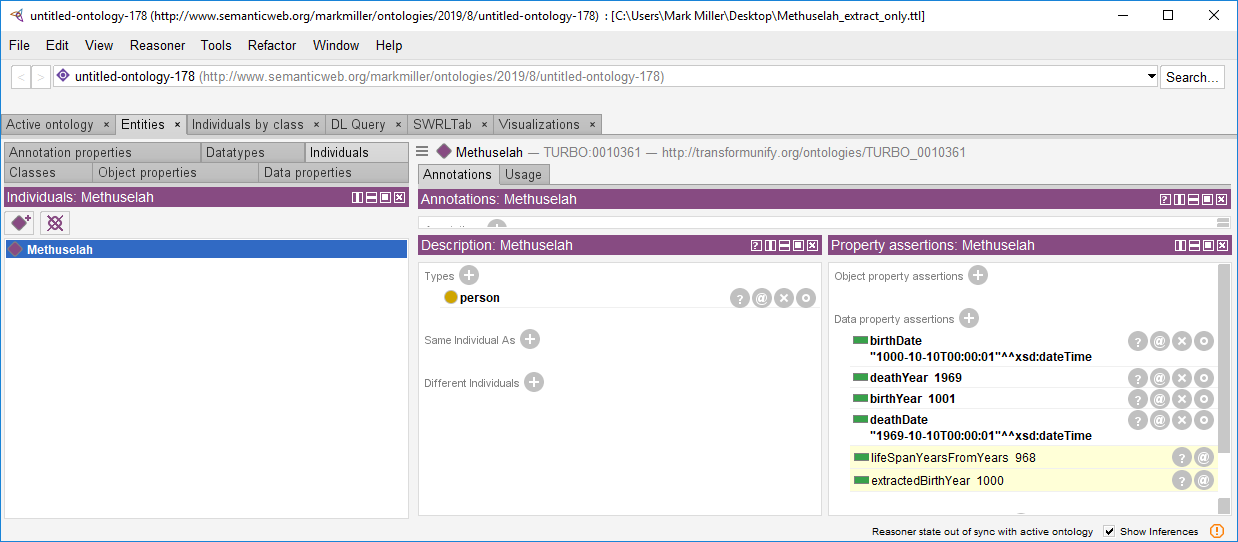 untitled-ontology-178 (http://www.semanticweb.org/markmiller/ontologies/2019/8/untitled-ontology-178) : [C:\Users\Mark Miller\Desktop\Methuselah_extract_only.ttl]
File Edit View Reasoner Tools Refactor Window Help
< > untitled-ontology-178 (http://www.semanticweb.org/markmiller/ontologies/2019/8/untitled-ontology-178) Search...
Active ontology × Entities × Individuals by class × DL Query × SWRLTab × Visualizations ×
Annotation properties Datatypes Individuals
Classes Object properties Data properties
Individuals: Methuselah
Methuselah
Methuselah — TURBO:0010361 — http://transformunify.org/ontologies/TURBO_0010361
Annotations Usage
Annotations: Methuselah
Description: Methuselah
Types
person
Same Individual As
Different Individuals
Property assertions: Methuselah
Object property assertions
Data property assertions
birthDate
"1000-10-10T00:00:01"^^xsd:dateTime
deathYear 1969
birthYear 1001
deathDate
"1969-10-10T00:00:01"^^xsd:dateTime
lifeSpanYearsFromYears 968
extractedBirthYear 1000
Reasoner state out of sync with active ontology Show Inferences